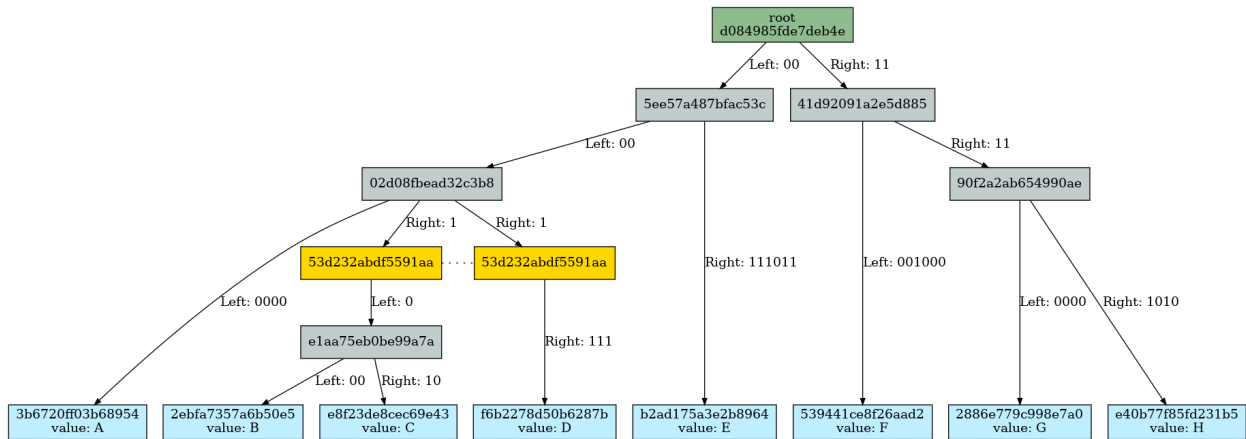 root
d084985fde7deb4e
Left: 00
Right: 11
5ee57a487bfac53c
41d92091a2e5d885
Left: 00
Right: 11
02d08fbead32c3b8
90f2a2ab654990ae
Right: 1
Right: 1
53d232abdf5591aa
53d232abdf5591aa
Left: 0000
Left: 0
Right: 111011
Left: 001000
Left: 0000
Right: 1010
e1aa75eb0be99a7a
Right: 111
Left: 00
Right: 10
3b6720ff03b68954
value: A
2ebfa7357a6b50e5
value: B
e8f23de8cec69e43
value: C
f6b2278d50b6287b
value: D
b2ad175a3e2b8964
value: E
539441ce8f26aad2
value: F
2886e779c998e7a0
value: G
e40b77f85fd231b5
value: H